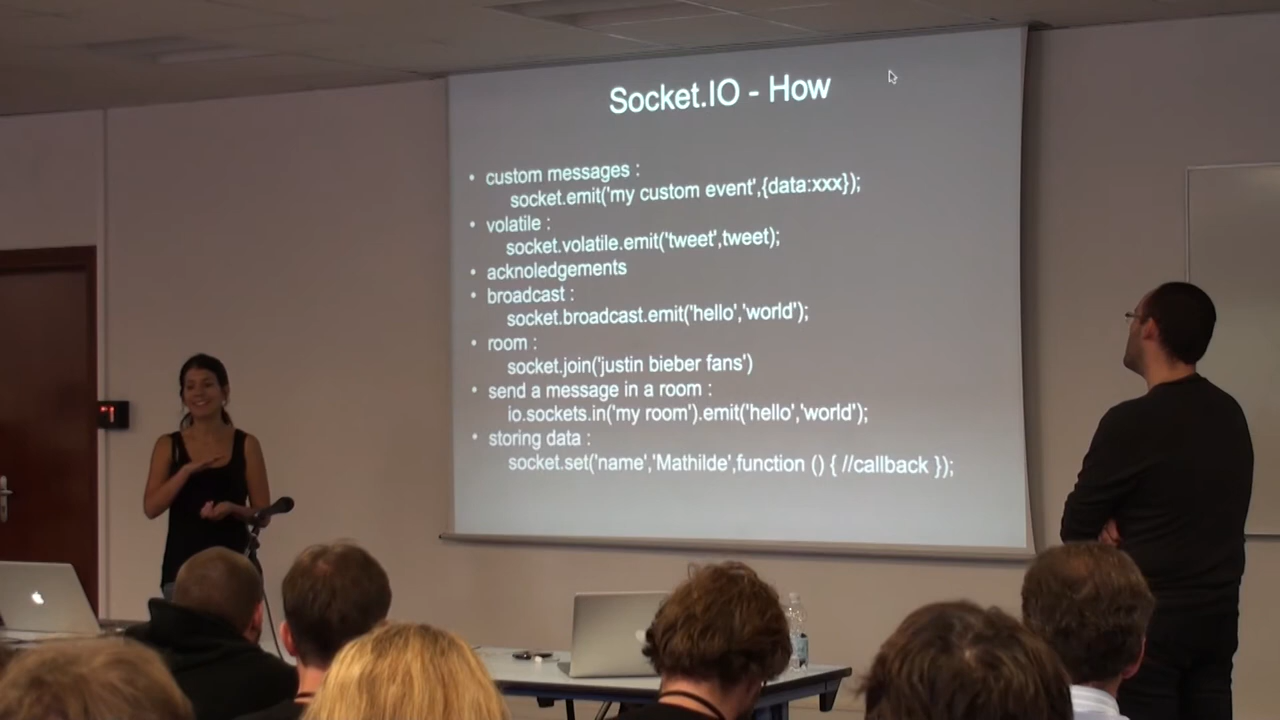 Socket.IO - How
• custom messages :
socket.emit('my custom event',{data:xxx});
• volatile :
socket.volatile.emit('tweet',tweet);
• acknoledgements
• broadcast :
socket.broadcast.emit('hello','world');
• room :
socket.join('justin bieber fans')
• send a message in a room :
io.sockets.in('my room').emit('hello','world');
• storing data :
socket.set('name','Mathilde',function () { //callback });